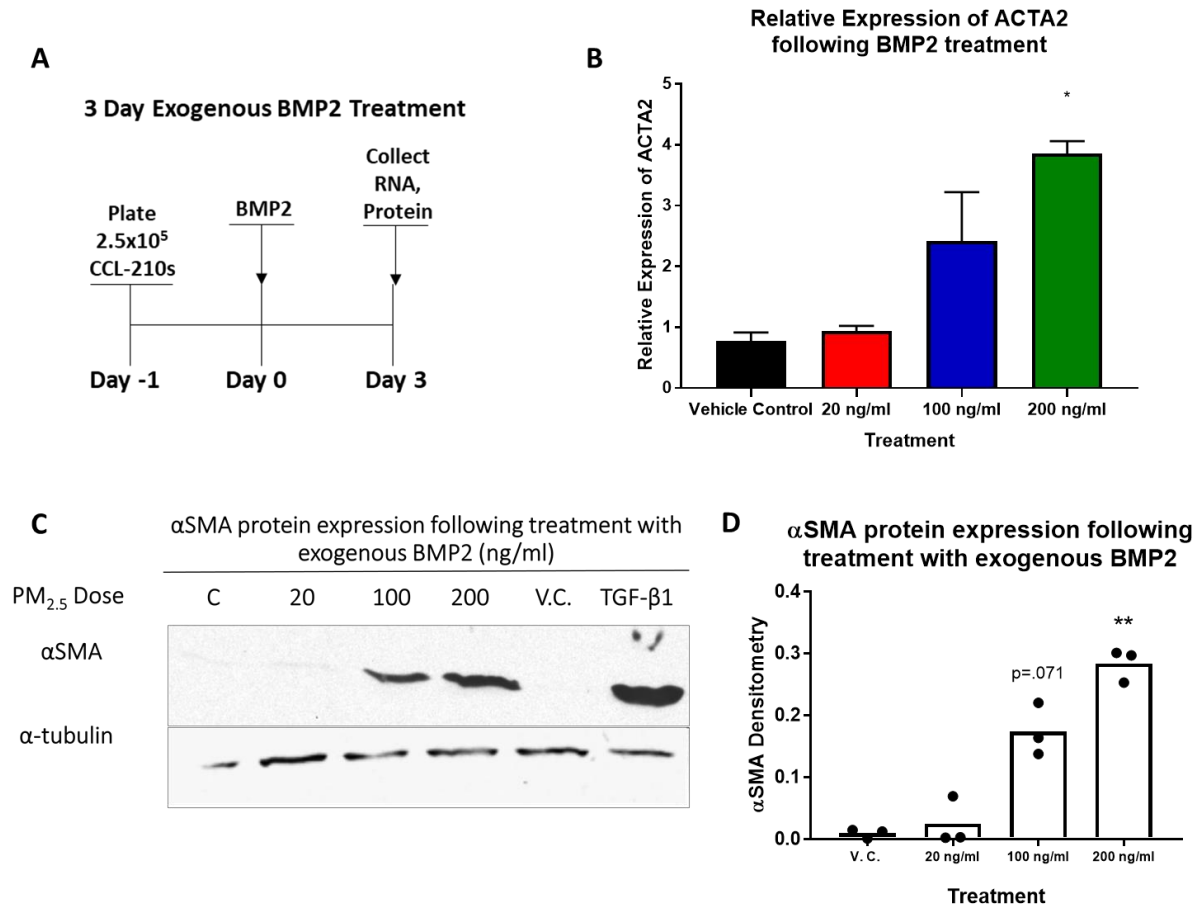 A
3 Day Exogenous BMP2 Treatment
Plate
2.5x10⁵
CCL-210s
BMP2
Collect
RNA,
Protein
Day -1
Day 0
Day 3
B
Relative Expression of ACTA2
following BMP2 treatment
Relative Expression of ACTA2
5
4
3
2
1
0
*
Vehicle Control
20 ng/ml
100 ng/ml
200 ng/ml
Treatment
C
αSMA protein expression following treatment with
exogenous BMP2 (ng/ml)
PM₂.₅ Dose
C
20
100
200
V.C.
TGF-β1
αSMA
α-tubulin
D
αSMA protein expression following
treatment with exogenous BMP2
αSMA Densitometry
0.4
0.3
0.2
0.1
0.0
p=.071
**
V. C.
20 ng/ml
100 ng/ml
200 ng/ml
Treatment